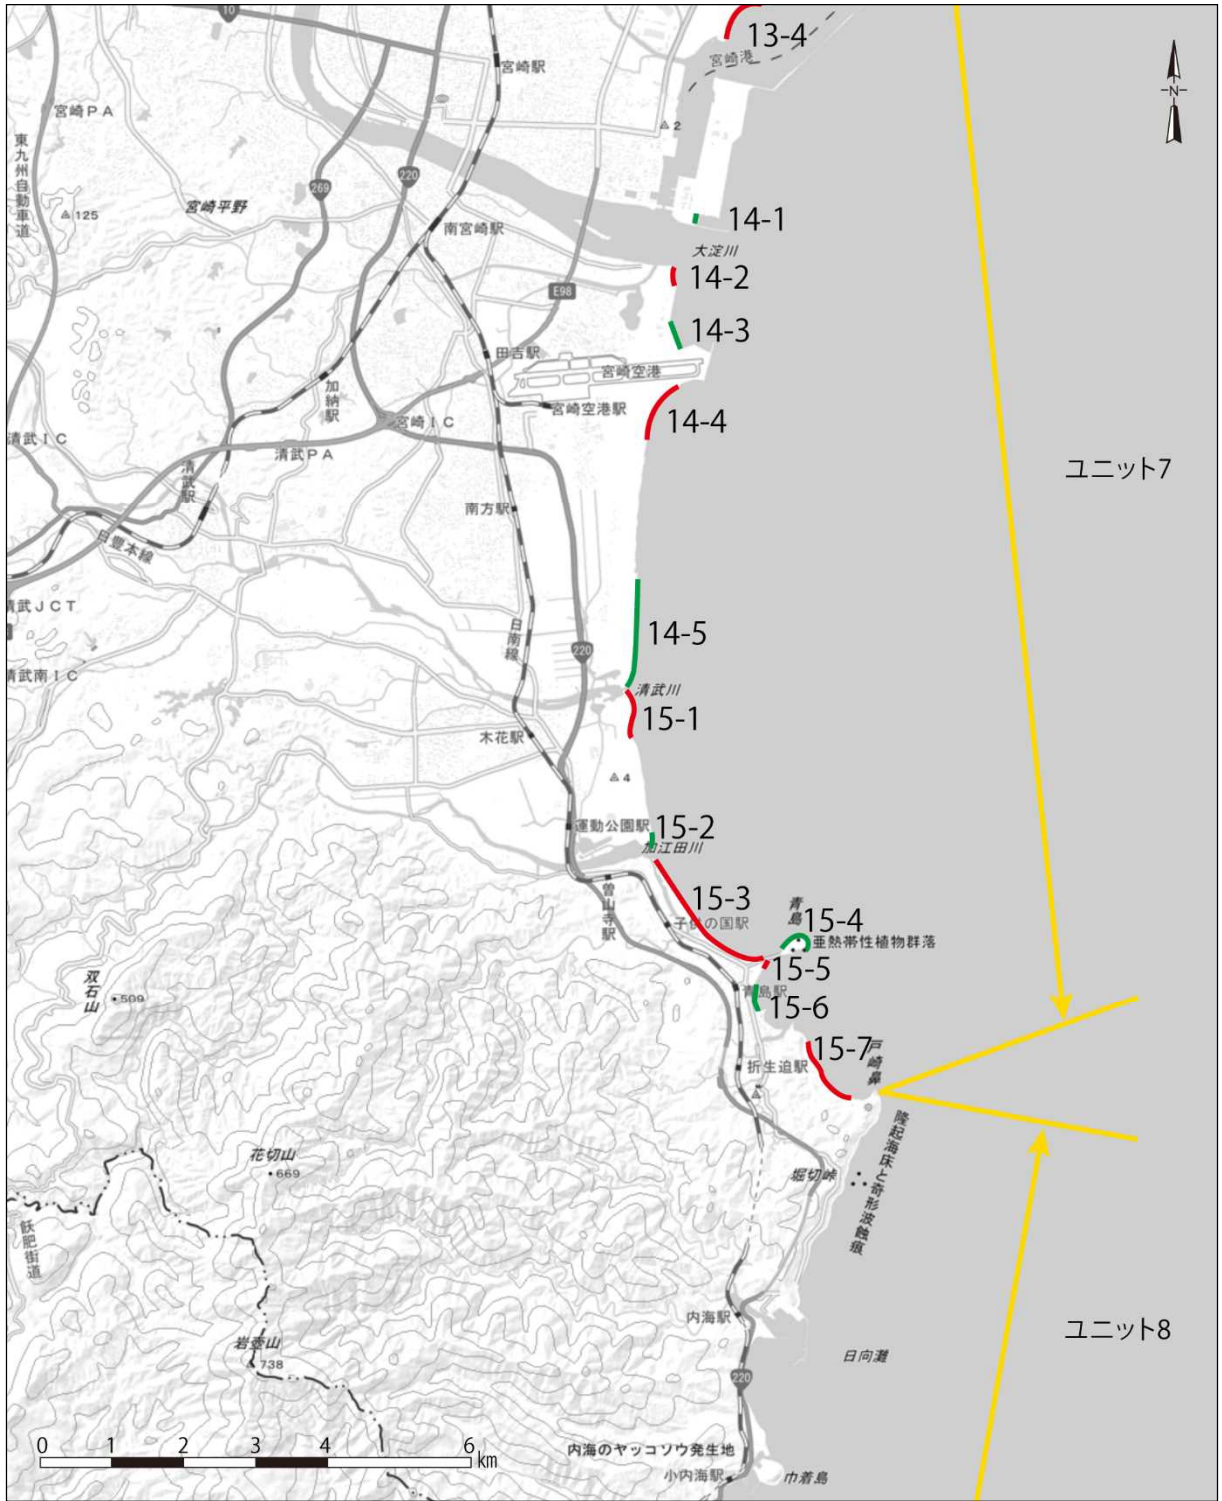 10
13-4
宮崎港
宮崎駅
N
宮崎PA
2
東九州自動車道
269
220
125
宮崎平野
南宮崎駅
14-1
大淀川
14-2
E98
14-3
田吉駅
宮崎空港
加納駅
宮崎空港駅
14-4
宮崎IC
清武IC
清武PA
清武駅
ユニット7
南方駅
日豊本線
清武JCT
日南線
14-5
220
清武南IC
清武川
15-1
木花駅
4
運動公園駅
15-2
加江田川
曽山寺駅
15-3
子供の国駅
青島
15-4
亜熱帯性植物群落
15-5
双石山
509
青島駅
15-6
15-7
戸崎鼻
折生迫駅
隆起海床と奇形波蝕痕
花切山
669
堀切峠
飫肥街道
内海駅
ユニット8
岩壺山
738
日向灘
220
0 1 2 3 4 6 km
内海のヤッコソウ発生地
小内海駅
巾着島